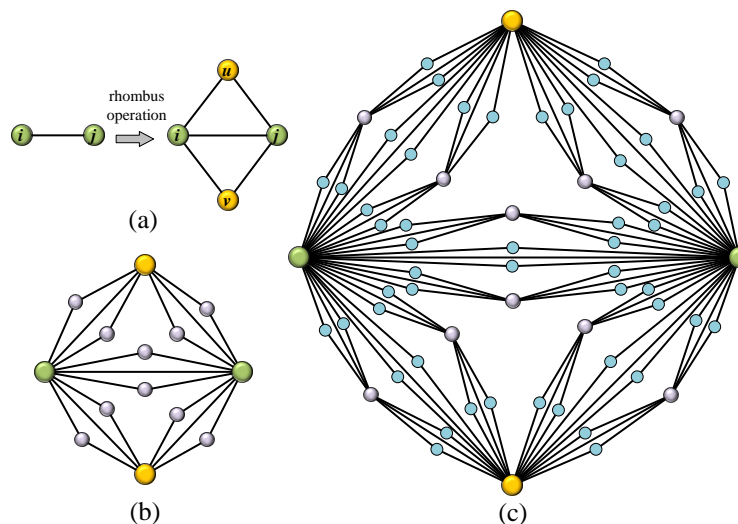 u
rhombus
operation
i j i j
v
(a)
(b)
(c)